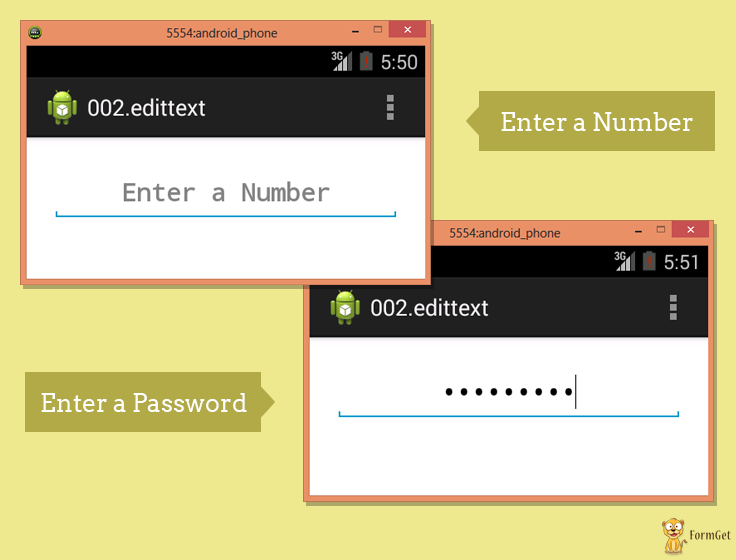 5554:android_phone
3G 5:50
002.edittext
Enter a Number
Enter a Number
5554:android_phone
3G 5:51
002.edittext
Enter a Password
•••••••••
FormGet